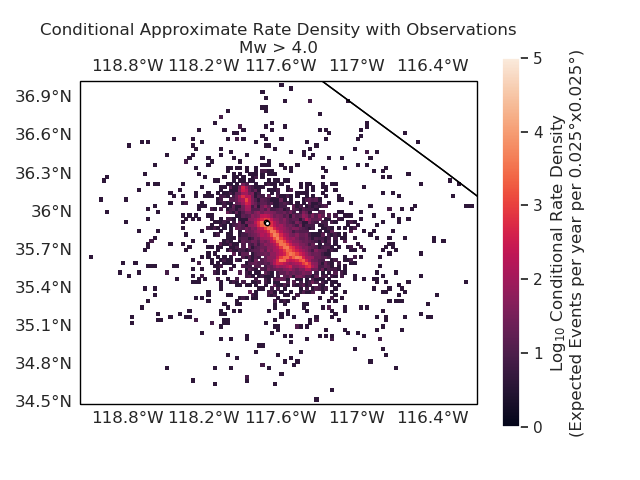 Conditional Approximate Rate Density with Observations
Mw > 4.0
118.8°W 118.2°W 117.6°W 117°W 116.4°W
36.9°N
36.6°N
36.3°N
36°N
35.7°N
35.4°N
35.1°N
34.8°N
34.5°N
118.8°W 118.2°W 117.6°W 117°W 116.4°W
5
4
3
2
1
0
Log₁₀ Conditional Rate Density
(Expected Events per year per 0.025°x0.025°)